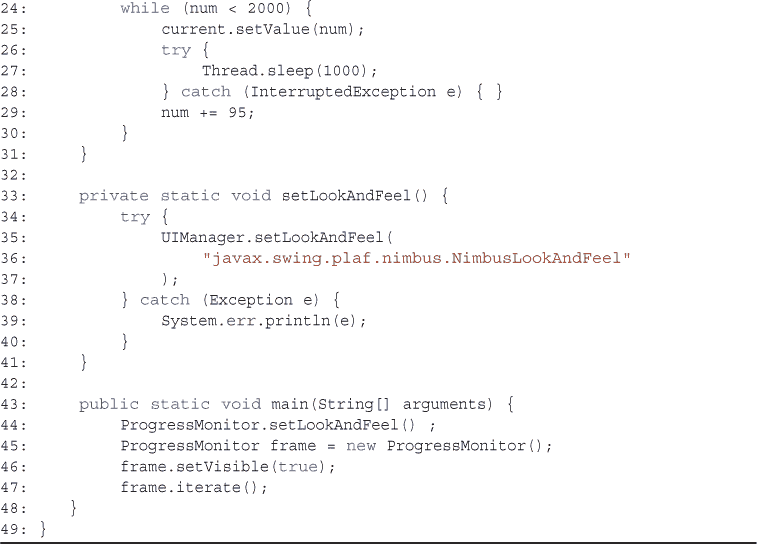 24:         while (num < 2000) {
25:             current.setValue(num);
26:             try {
27:                 Thread.sleep(1000);
28:             } catch (InterruptedException e) { }
29:             num += 95;
30:         }
31:     }
32:
33:     private static void setLookAndFeel() {
34:         try {
35:             UIManager.setLookAndFeel(
36:                 "javax.swing.plaf.nimbus.NimbusLookAndFeel"
37:             );
38:         } catch (Exception e) {
39:             System.err.println(e);
40:         }
41:     }
42:
43:     public static void main(String[] arguments) {
44:         ProgressMonitor.setLookAndFeel() ;
45:         ProgressMonitor frame = new ProgressMonitor();
46:         frame.setVisible(true);
47:         frame.iterate();
48:    }
49: }